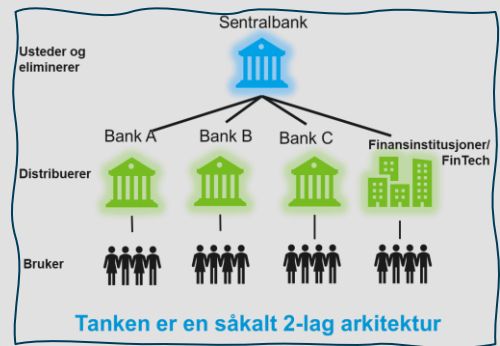 Sentralbank
Usteder og
eliminerer
Bank A
Bank B
Bank C
Finansinstitusjoner/
FinTech
Distribuerer
Bruker
Tanken er en såkalt 2-lag arkitektur